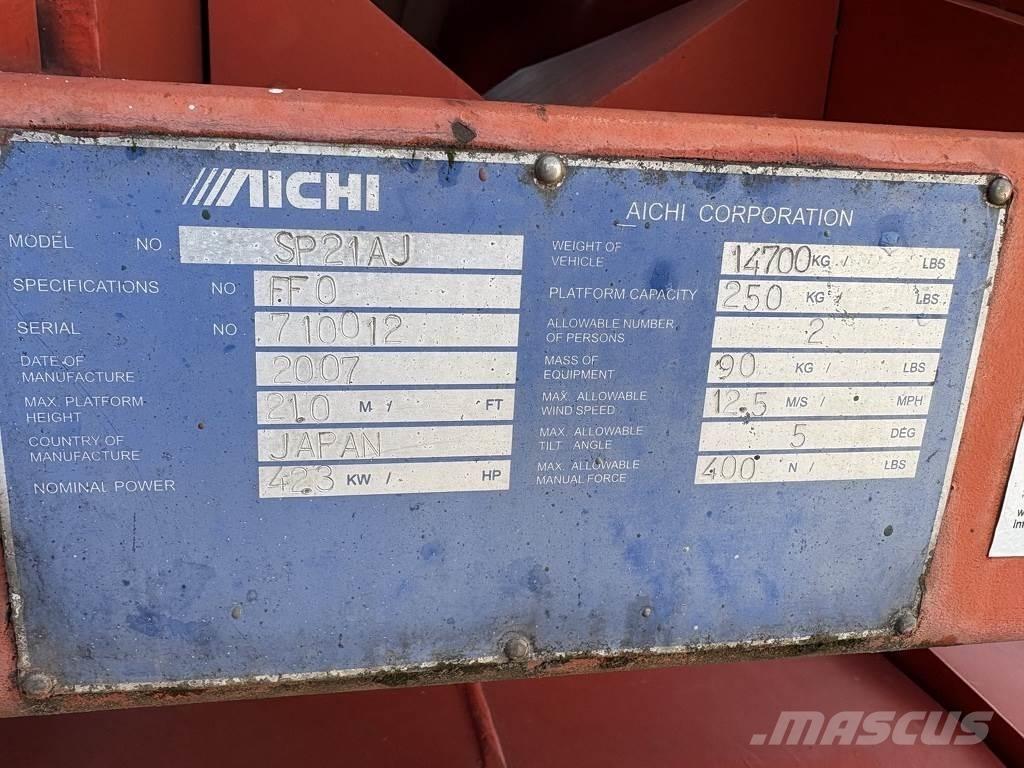 AICHI
AICHI CORPORATION
MODEL NO SP21AJ
SPECIFICATIONS NO FF0
SERIAL NO 710012
DATE OF
MANUFACTURE 2007
MAX. PLATFORM
HEIGHT 21.0 M / FT
COUNTRY OF
MANUFACTURE JAPAN
NOMINAL POWER 42.3 KW / HP
WEIGHT OF
VEHICLE 14700 KG / LBS
PLATFORM CAPACITY 250 KG / LBS
ALLOWABLE NUMBER
OF PERSONS 2
MASS OF
EQUIPMENT 90 KG / LBS
MAX. ALLOWABLE
WIND SPEED 12.5 M/S / MPH
MAX. ALLOWABLE
TILT ANGLE 5 DEG
MAX. ALLOWABLE
MANUAL FORCE 400 N / LBS
MASCUS